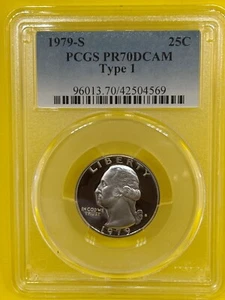 1979-S 25C
PCGS PR70DCAM
Type 1
96013.70/42504569
LIBERTY
IN GOD WE
TRUST
1979